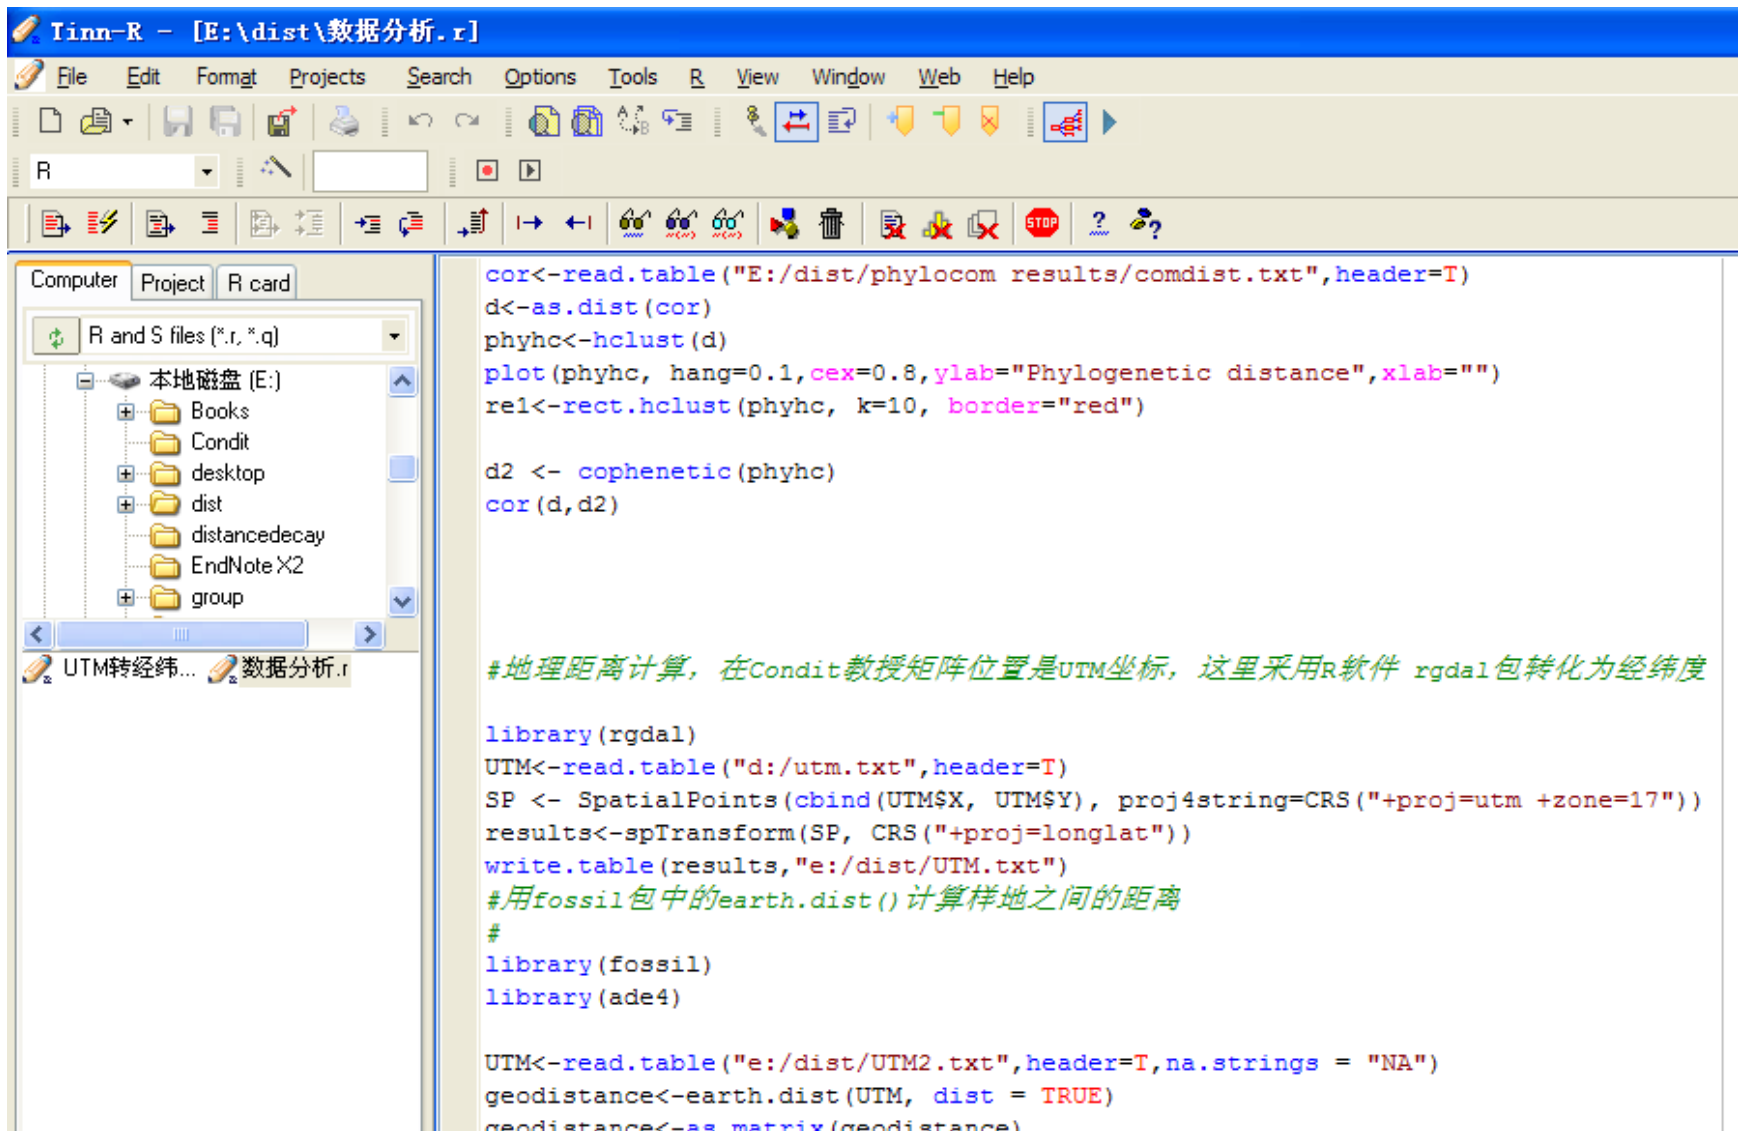 Tinn-R - [E:\dist\数据分析.r]
File Edit Format Projects Search Options Tools R View Window Web Help
R
STOP
Computer Project R card
R and S files (*.r, *.q)
本地磁盘 (E:)
Books
Condit
desktop
dist
distancedecay
EndNote X2
group
UTM转经纬... 数据分析.r
cor<-read.table("E:/dist/phylocom results/comdist.txt",header=T)
d<-as.dist(cor)
phyhc<-hclust(d)
plot(phyhc, hang=0.1,cex=0.8,ylab="Phylogenetic distance",xlab="")
re1<-rect.hclust(phyhc, k=10, border="red")
d2 <- cophenetic(phyhc)
cor(d,d2)
#地理距离计算，在Condit教授矩阵位置是UTM坐标，这里采用R软件 rgdal包转化为经纬度
library(rgdal)
UTM<-read.table("d:/utm.txt",header=T)
SP <- SpatialPoints(cbind(UTM$X, UTM$Y), proj4string=CRS("+proj=utm +zone=17"))
results<-spTransform(SP, CRS("+proj=longlat"))
write.table(results,"e:/dist/UTM.txt")
#用fossil包中的earth.dist()计算样地之间的距离
#
library(fossil)
library(ade4)
UTM<-read.table("e:/dist/UTM2.txt",header=T,na.strings = "NA")
geodistance<-earth.dist(UTM, dist = TRUE)
geodistance<-as.matrix(geodistance)